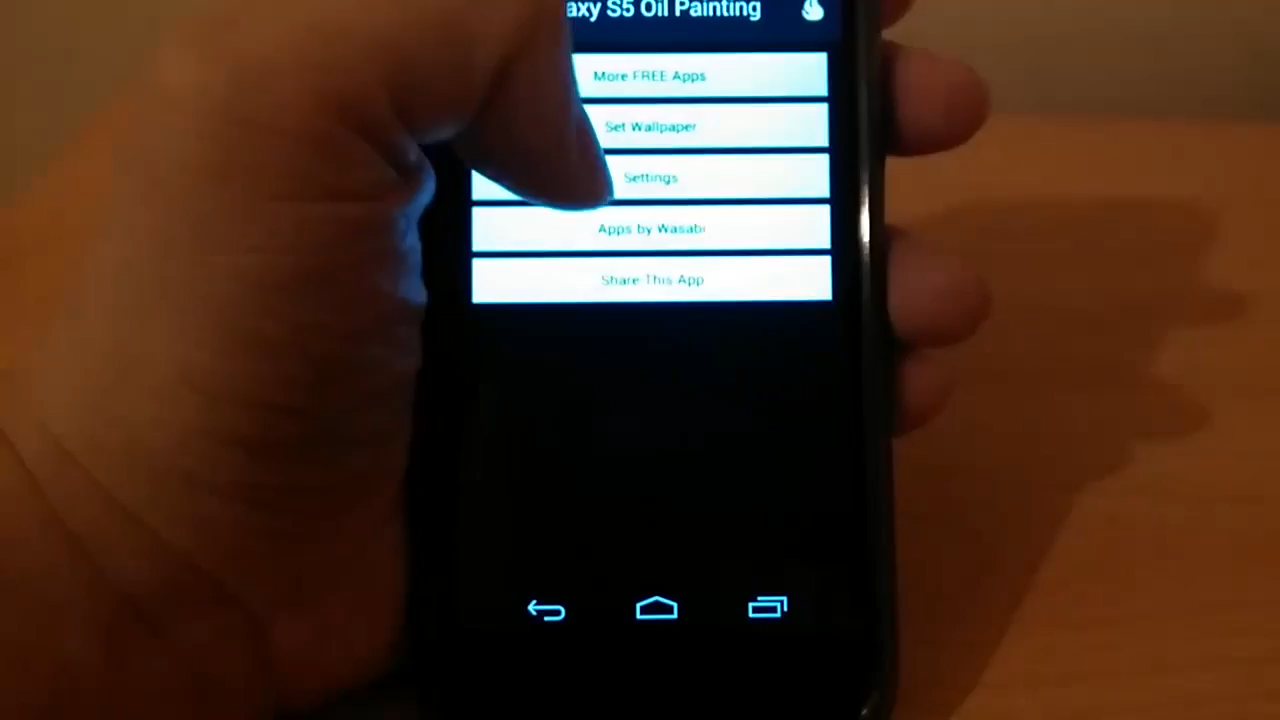 axy S5 Oil Painting
More FREE Apps
Set Wallpaper
Settings
Apps by Wasabi
Share This App